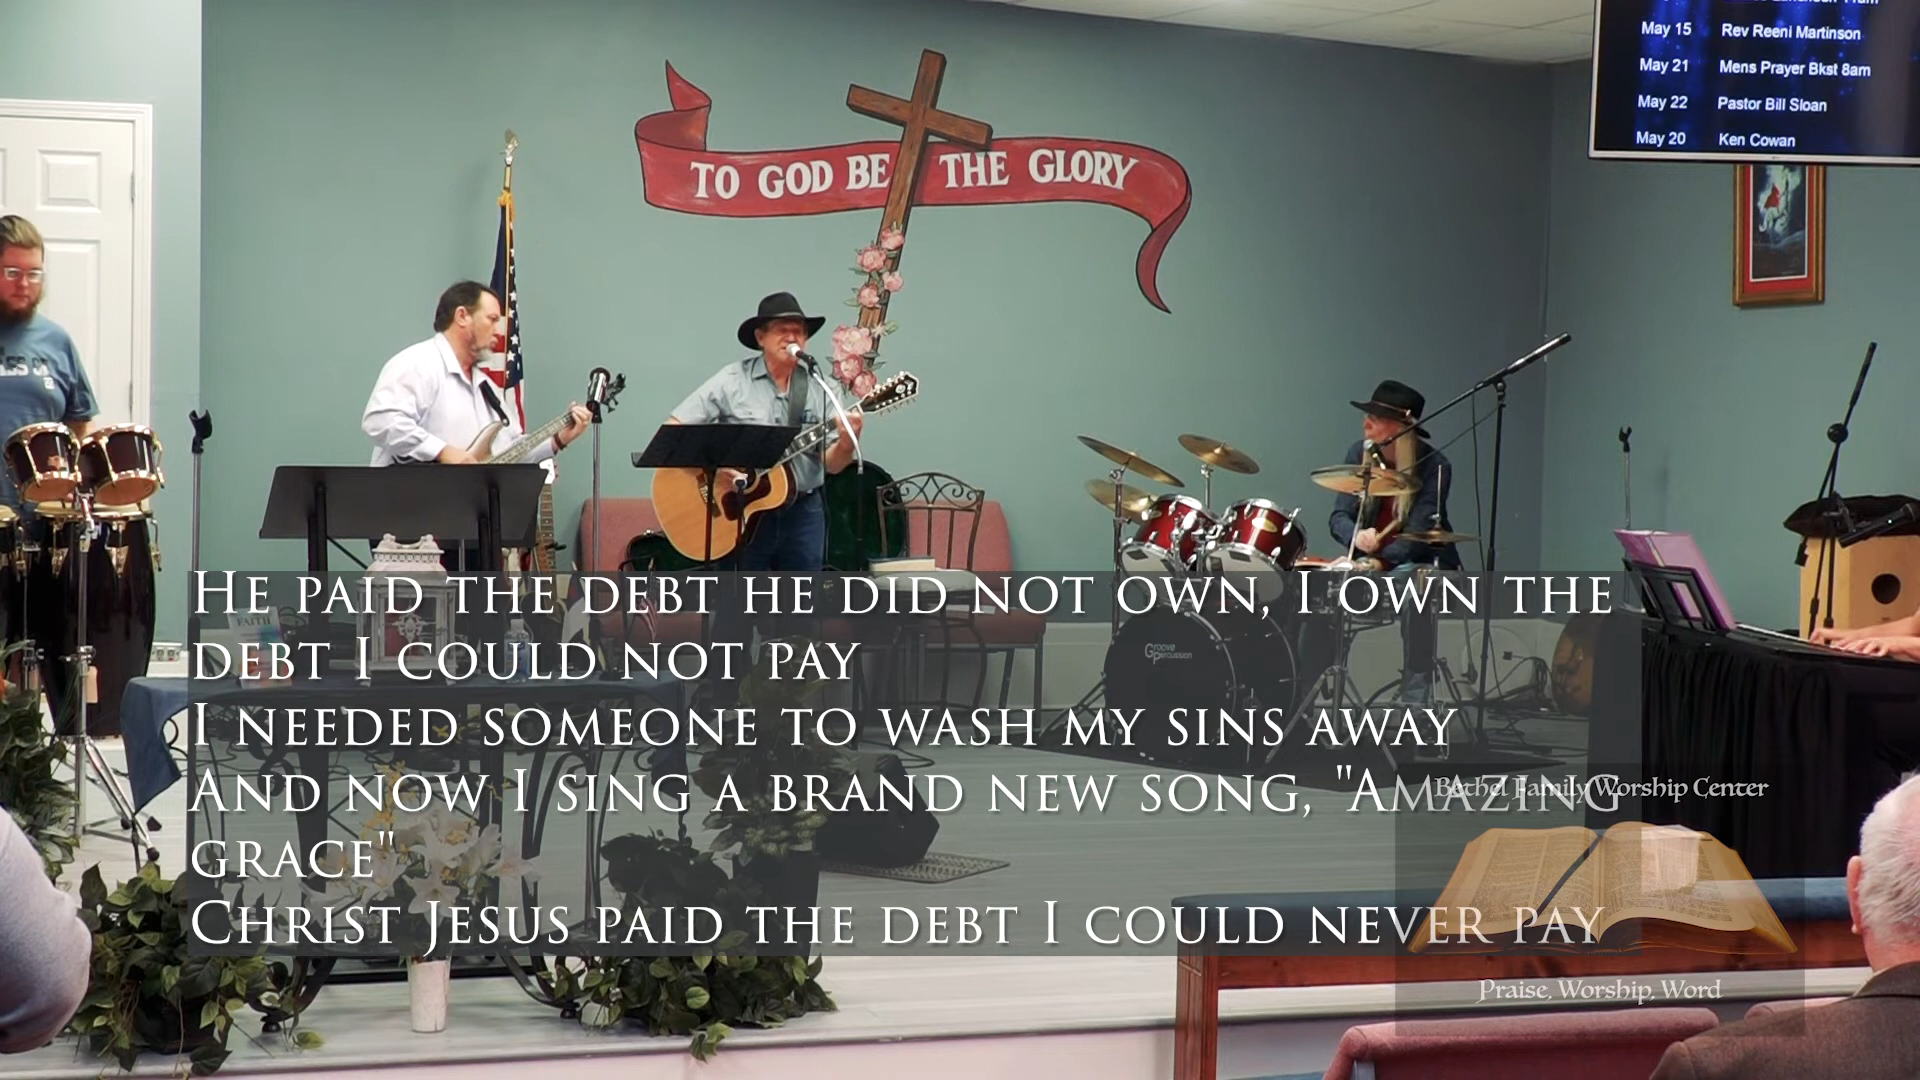 May 15 Rev Reeni Martinson
May 21 Mens Prayer Bkst 8am
May 22 Pastor Bill Sloan
May 20 Ken Cowan
TO GOD BE THE GLORY
Groove
Percussion
FAITH
He paid the debt he did not own, I own the
debt I could not pay
I needed someone to wash my sins away
And now I sing a brand new song, "Amazing
grace"
Christ Jesus paid the debt I could never pay
Bethel Family Worship Center
Praise, Worship, Word